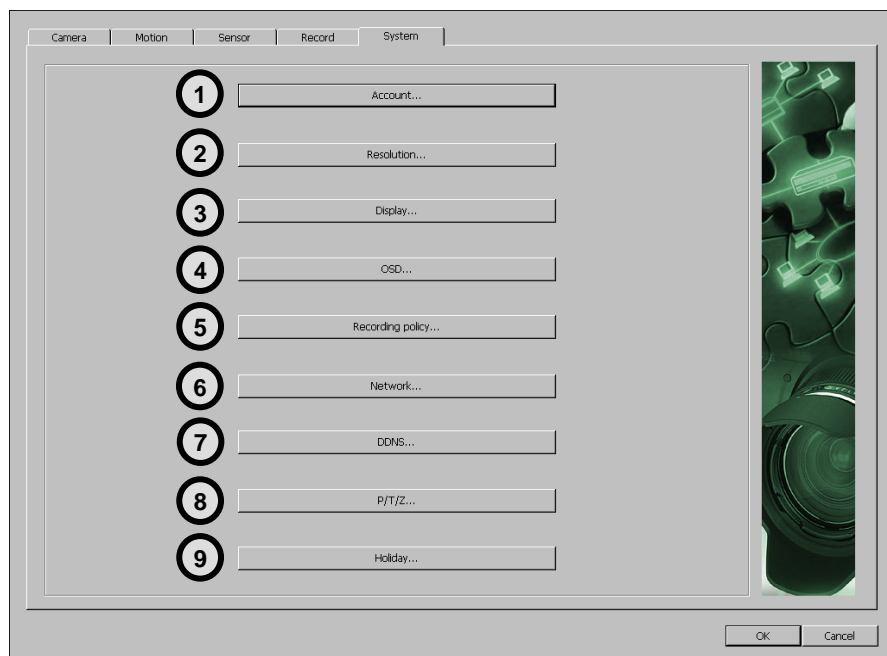 Camera Motion Sensor Record System
1 Account...
2 Resolution...
3 Display...
4 OSD...
5 Recording policy...
6 Network...
7 DDNS...
8 P/T/Z...
9 Holiday...
OK Cancel